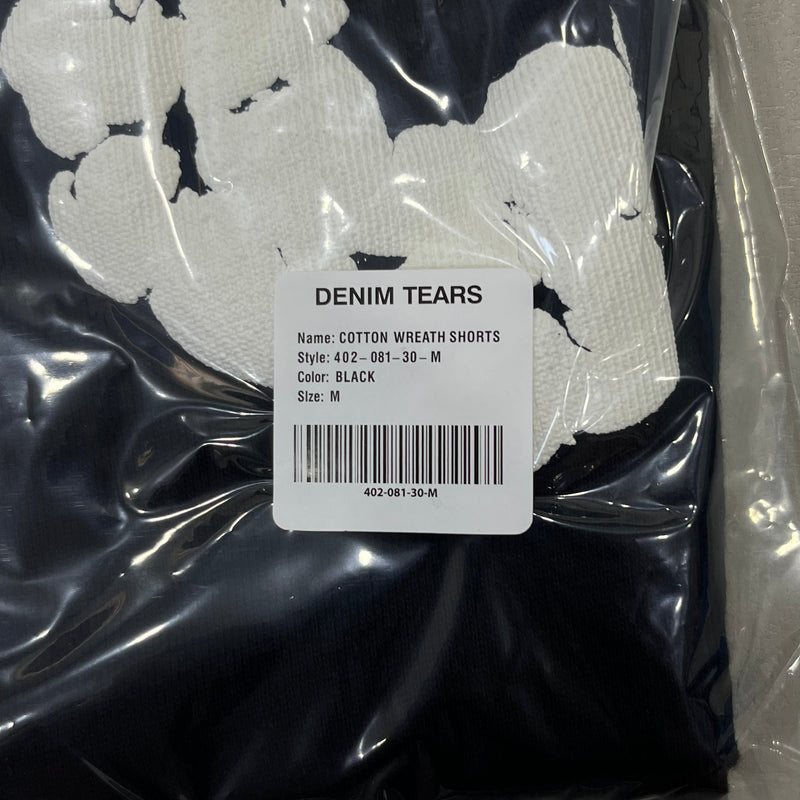 DENIM TEARS
Name: COTTON WREATH SHORTS
Style: 402-081-30-M
Color: BLACK
SIze: M
402-081-30-M